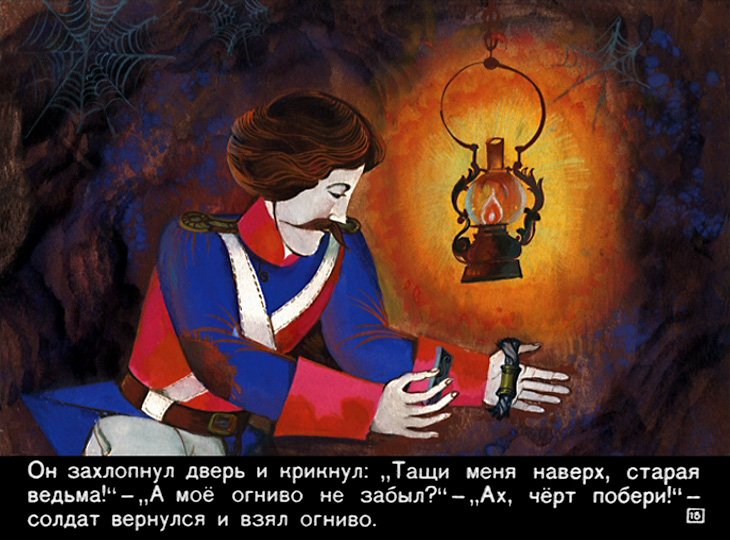 Он захлопнул дверь и крикнул: „Тащи меня наверх, старая
ведьма!“ – „А моё огниво не забыл?“ – „Ах, чёрт побери!“ –
солдат вернулся и взял огниво.
15